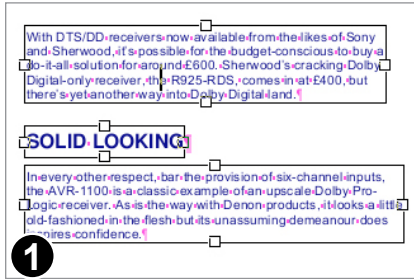 With DTS/DD receivers now available from the likes of Sony
and Sherwood, it's possible for the budget-conscious to buy a
do-it-all solution for around £600. Sherwood's cracking Dolby
Digital-only receiver, the R925-RDS, comes in at £400, but
there's yet another way into Dolby Digital land.¶
SOLID LOOKING¶
In every other respect, bar the provision of six-channel inputs,
the AVR-1100 is a classic example of an upscale Dolby Pro-
Logic receiver. As is the way with Denon products, it looks a little
old-fashioned in the flesh but its unassuming demeanour does
inspires confidence.¶
1